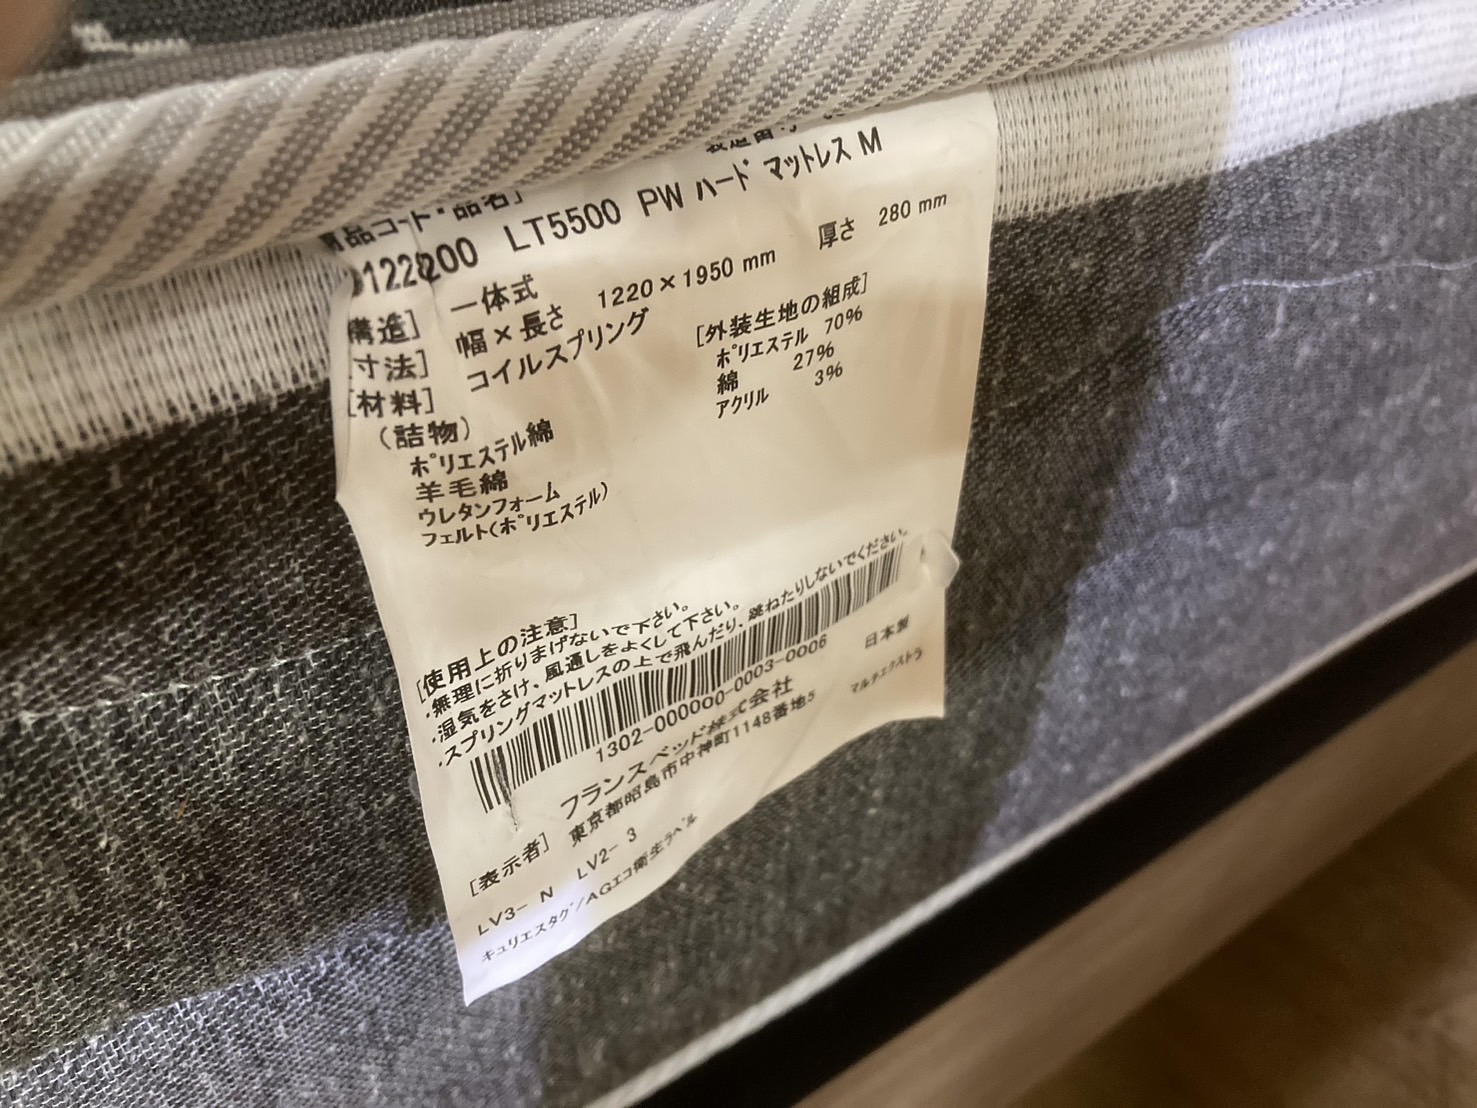 商品コード・品名］
LT5500 PW ハード マットレス M
［構造］ 一体式
［寸法］ 幅×長さ 1220×1950 mm 厚さ 280 mm
［材料］ コイルスプリング
（詰物）
ポリエステル綿
羊毛綿
ウレタンフォーム
フェルト(ポリエステル)
［外装生地の組成］
ポリエステル 70%
綿 27%
アクリル 3%
［使用上の注意］
・無理に折りまげないで下さい。
・湿気をさけ、風通しをよくして下さい。
・スプリングマットレスの上で飛んだり、跳ねたりしないでください。
1302-000000-0003-0006
日本製
［表示者］ フランスベッド株式会社
東京都昭島市中神町1148番地5
マルチエクストラ
LV3- N LV2- 3
キュリエスタグ/AGエコ衛生ラベル